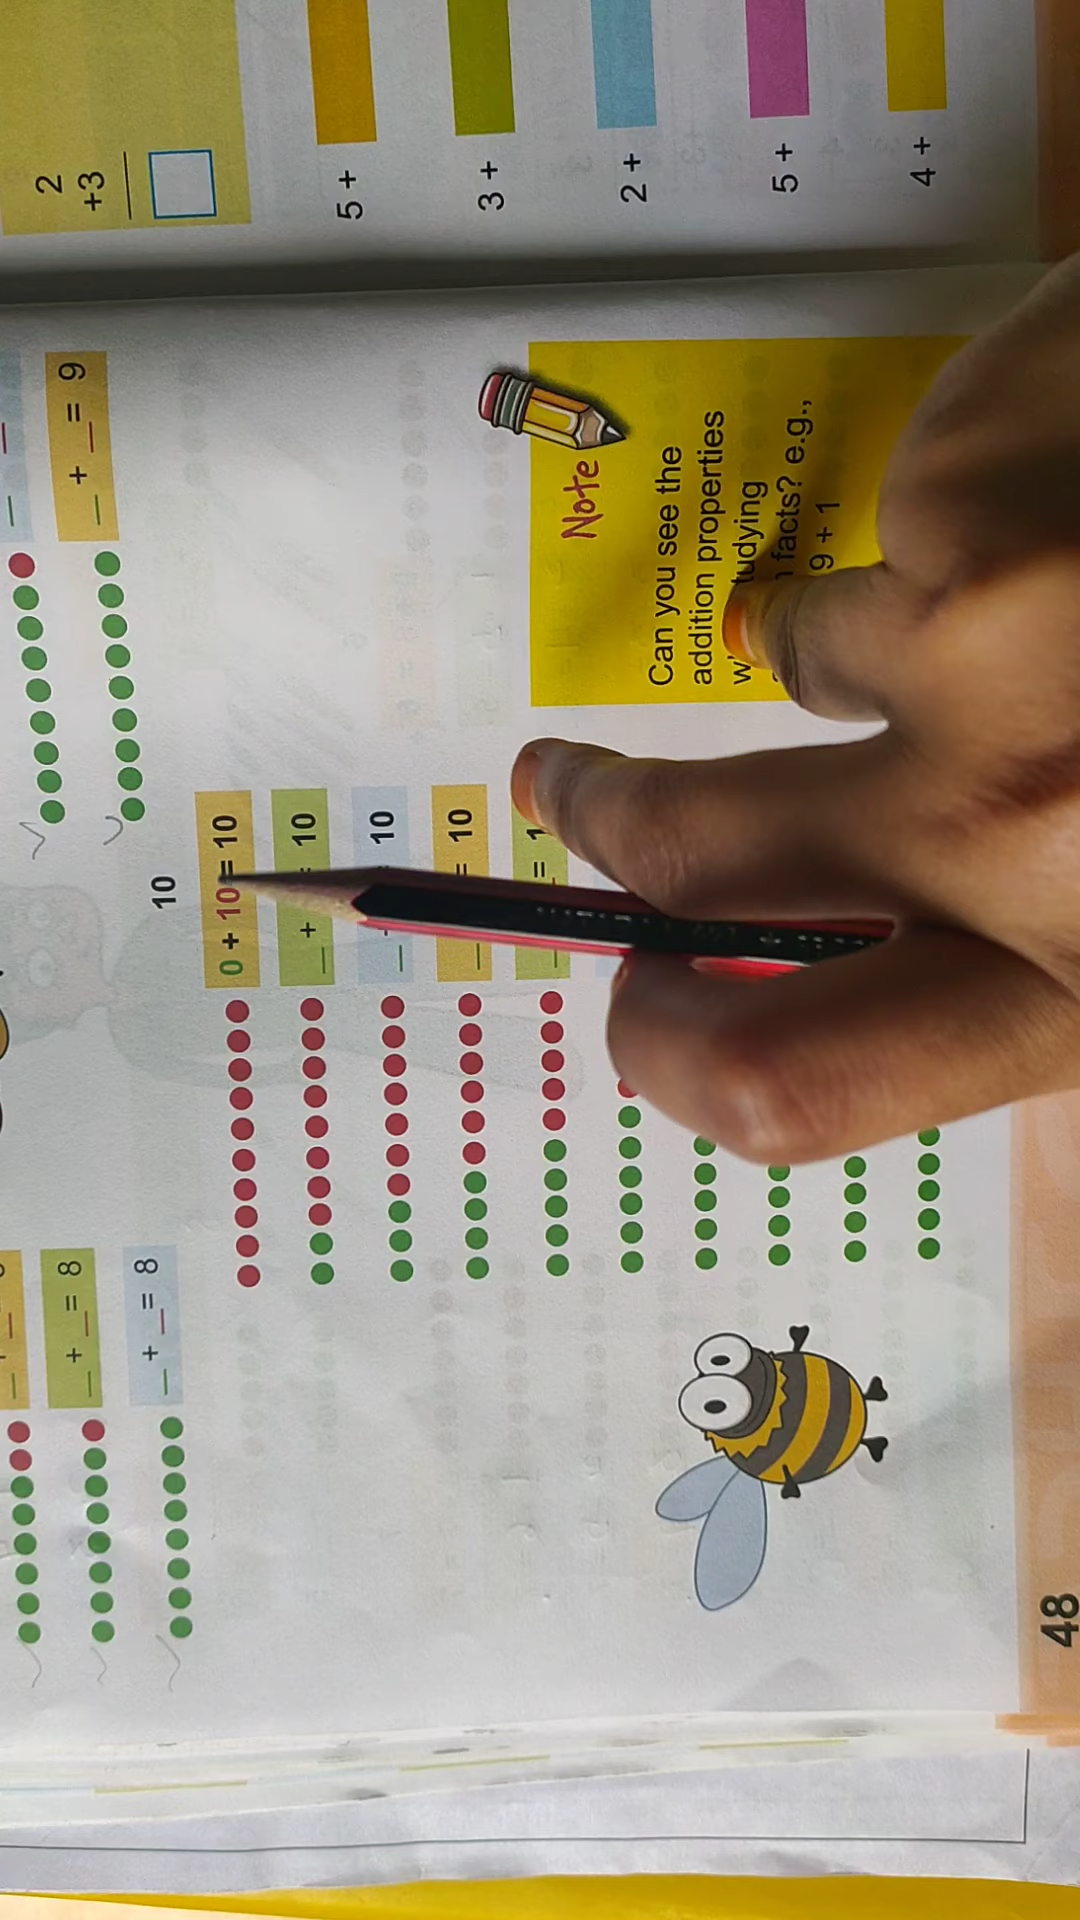 _ + _ = 8
_ + _ = 8
_ + _ = 9
10
0 + 10 = 10
_ + = 10
_ 10
_ = 10
_ = 1
Note
Can you see the
addition properties
facts? e.g.,
9 + 1
48
2
+3
5 +
3 +
2 +
5 +
4 +